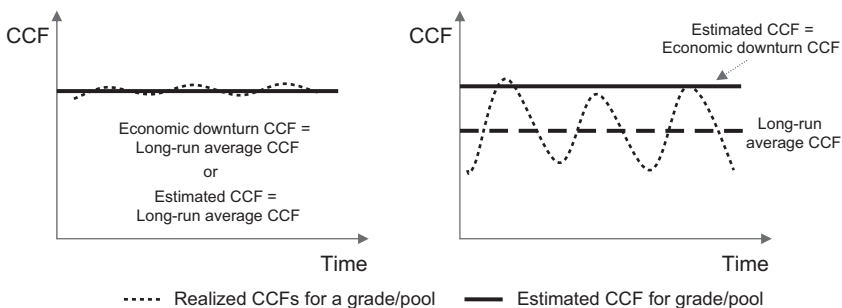 CCF
Economic downturn CCF =
Long-run average CCF
or
Estimated CCF =
Long-run average CCF
Time
CCF
Estimated CCF =
Economic downturn CCF
Long-run
average CCF
Time
Realized CCFs for a grade/pool
Estimated CCF for grade/pool